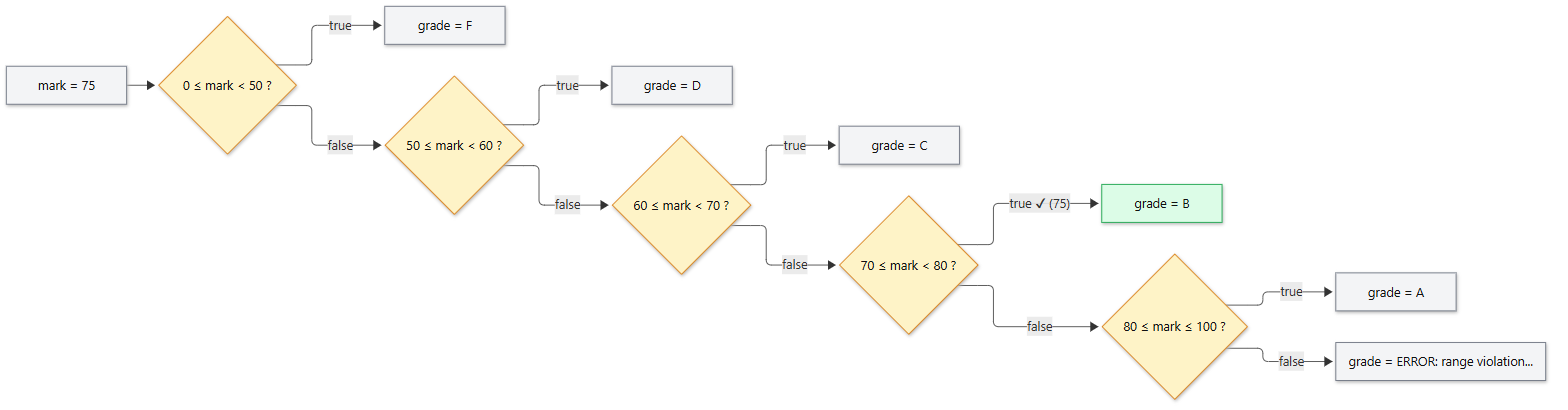 mark = 75
0 ≤ mark < 50 ?
true
grade = F
false
50 ≤ mark < 60 ?
true
grade = D
false
60 ≤ mark < 70 ?
true
grade = C
false
70 ≤ mark < 80 ?
true ✔ (75)
grade = B
false
80 ≤ mark ≤ 100 ?
true
grade = A
false
grade = ERROR: range violation...